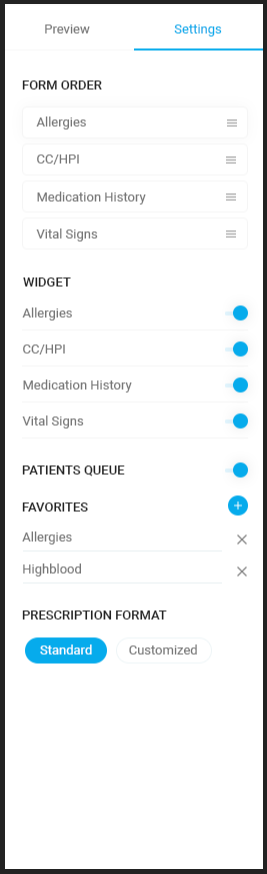 Preview Settings
FORM ORDER
Allergies
CC/HPI
Medication History
Vital Signs
WIDGET
Allergies
CC/HPI
Medication History
Vital Signs
PATIENTS QUEUE
FAVORITES
Allergies
Highblood
PRESCRIPTION FORMAT
Standard Customized